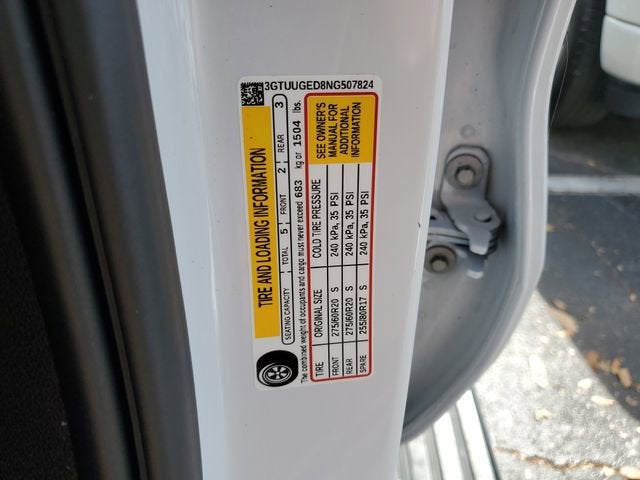 3GTUUGED8NG507824
TIRE AND LOADING INFORMATION
SEATING CAPACITY TOTAL 5 FRONT 2 REAR 3
The combined weight of occupants and cargo must never exceed 683 kg or 1504 lbs.
TIRE ORIGINAL SIZE COLD TIRE PRESSURE
FRONT 275/60R20 S 240 kPa, 35 PSI
REAR 275/60R20 S 240 kPa, 35 PSI
SPARE 255/80R17 S 240 kPa, 35 PSI
SEE OWNER'S
MANUAL FOR
ADDITIONAL
INFORMATION